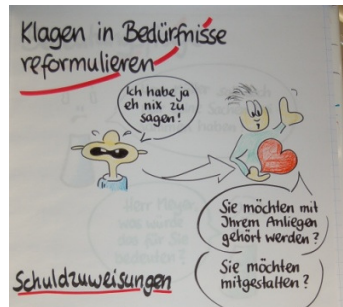 Klagen in Bedürfnisse
reformulieren
Ich habe ja
eh nix zu
sagen!
Sie möchten mit
Ihrem Anliegen
gehört werden?
Sie möchten
mitgestalten?
Schuldzuweisungen